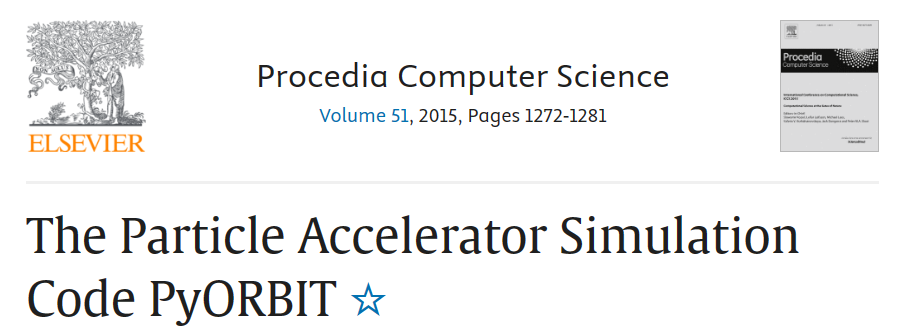 ELSEVIER
Procedia Computer Science
Volume 51, 2015, Pages 1272-1281
Procedia
Computer Science
The Particle Accelerator Simulation
Code PyORBIT ☆